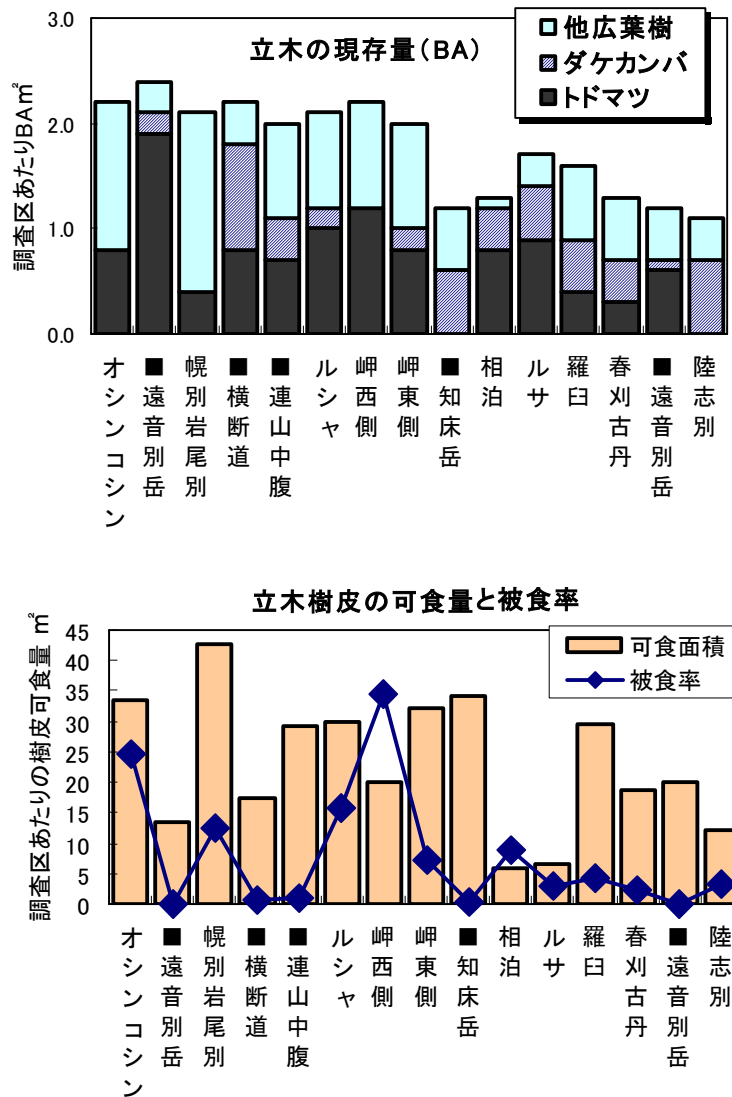 立木の現存量(BA)
他広葉樹
ダケカンバ
トドマツ
調査区あたりBA㎡
3.0
2.0
1.0
0.0
オシンコシン
■遠音別岳
幌別岩尾別
■横断道
■連山中腹
ルシャ
岬西側
岬東側
■知床岳
相泊
ルサ
羅臼
春刈古丹
■遠音別岳
陸志別
立木樹皮の可食量と被食率
可食面積
被食率
調査区あたりの樹皮可食量 ㎡
45
40
35
30
25
20
15
10
5
0
オシンコシン
■遠音別岳
幌別岩尾別
■横断道
■連山中腹
ルシャ
岬西側
岬東側
■知床岳
相泊
ルサ
羅臼
春刈古丹
■遠音別岳
陸志別